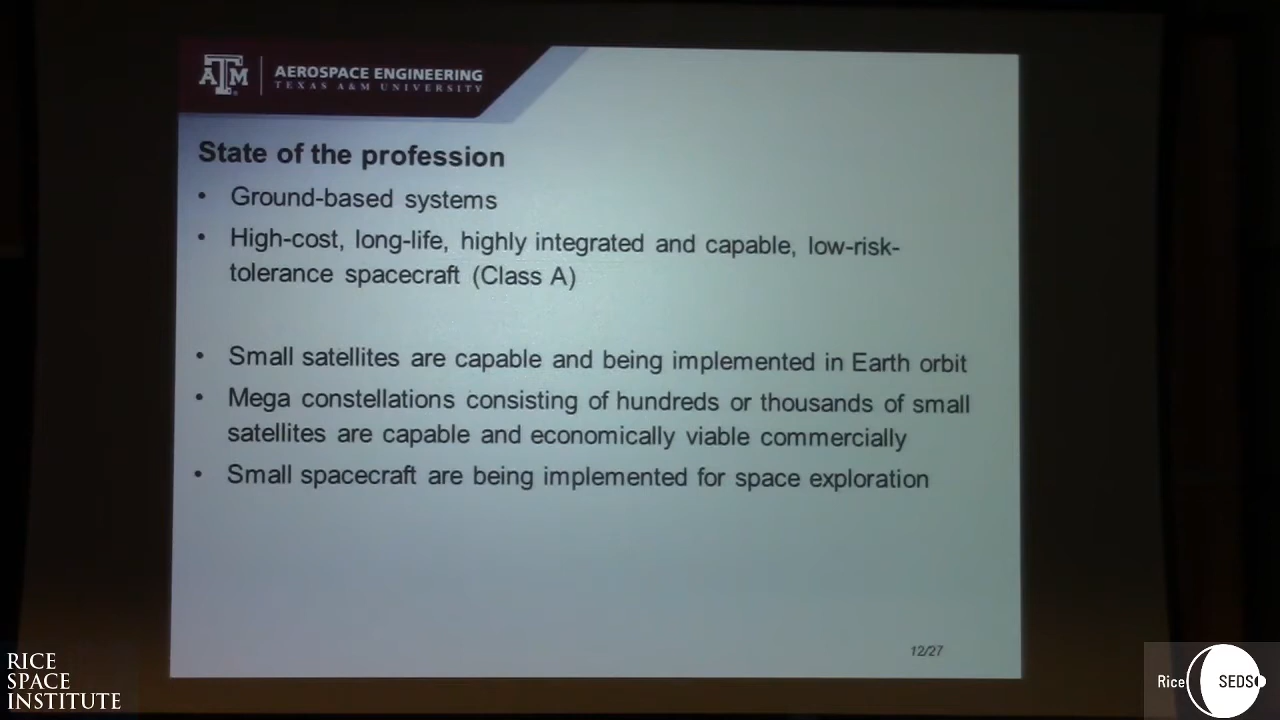 ATM
AEROSPACE ENGINEERING
TEXAS A&M UNIVERSITY
State of the profession
• Ground-based systems
• High-cost, long-life, highly integrated and capable, low-risk-
tolerance spacecraft (Class A)
• Small satellites are capable and being implemented in Earth orbit
• Mega constellations consisting of hundreds or thousands of small
satellites are capable and economically viable commercially
• Small spacecraft are being implemented for space exploration
12/27
RICE
SPACE
INSTITUTE
Rice SEDS